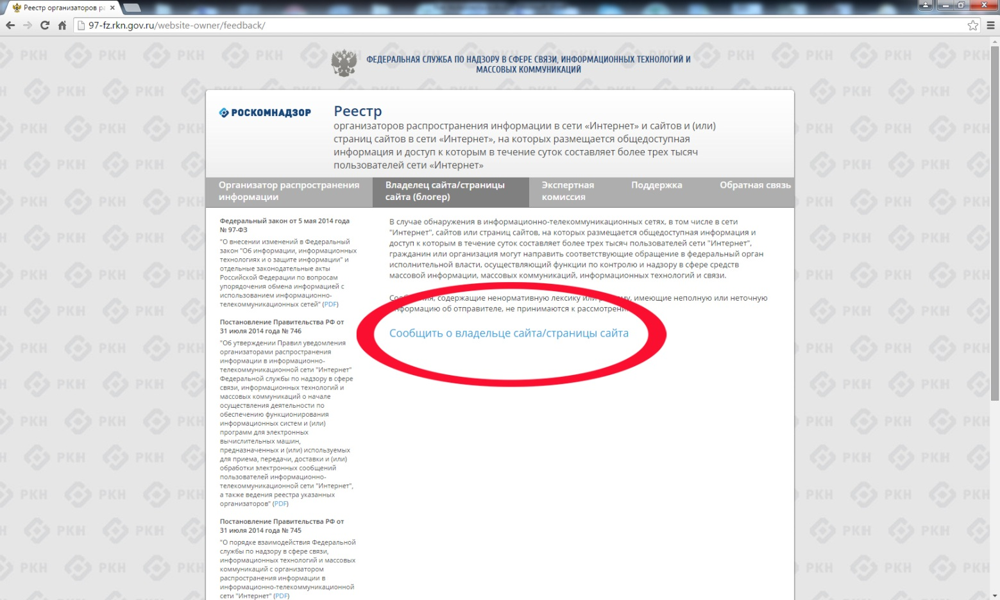 Реестр организаторов ра
97-fz.rkn.gov.ru/website-owner/feedback/
ФЕДЕРАЛЬНАЯ СЛУЖБА ПО НАДЗОРУ В СФЕРЕ СВЯЗИ, ИНФОРМАЦИОННЫХ ТЕХНОЛОГИЙ И
МАССОВЫХ КОММУНИКАЦИЙ
РОСКОМНАДЗОР
Реестр
организаторов распространения информации в сети «Интернет» и сайтов и (или)
страниц сайтов в сети «Интернет», на которых размещается общедоступная
информация и доступ к которым в течение суток составляет более трех тысяч
пользователей сети «Интернет»
Организатор распространения
информации
Владелец сайта/страницы
сайта (блогер)
Экспертная
комиссия
Поддержка
Обратная связь
Федеральный закон от 5 мая 2014 года
№ 97-ФЗ
"О внесении изменений в Федеральный
закон "Об информации, информационных
технологиях и о защите информации" и
отдельные законодательные акты
Российской Федерации по вопросам
упорядочения обмена информацией с
использованием информационно-
телекоммуникационных сетей" (PDF)
Постановление Правительства РФ от
31 июля 2014 года № 746
"Об утверждении Правил уведомления
организаторами распространения
информации в информационно-
телекоммуникационной сети "Интернет"
Федеральной службы по надзору в сфере
связи, информационных технологий и
массовых коммуникаций о начале
осуществления деятельности по
обеспечению функционирования
информационных систем и (или)
программ для электронных
вычислительных машин,
предназначенных и (или) используемых
для приема, передачи, доставки и (или)
обработки электронных сообщений
пользователей информационно-
телекоммуникационной сети "Интернет",
а также ведения реестра указанных
организаторов" (PDF)
Постановление Правительства РФ от
31 июля 2014 года № 745
"О порядке взаимодействия Федеральной
службы по надзору в сфере связи,
информационных технологий и массовых
коммуникаций с организатором
распространения информации в
информационно-телекоммуникационной
сети "Интернет" (PDF)
В случае обнаружения в информационно-телекоммуникационных сетях, в том числе в сети
"Интернет", сайтов или страниц сайтов, на которых размещается общедоступная информация и
доступ к которым в течение суток составляет более трех тысяч пользователей сети "Интернет",
гражданин или организация могут направить соответствующие обращение в федеральный орган
исполнительной власти, осуществляющий функции по контролю и надзору в сфере средств
массовой информации, массовых коммуникаций, информационных технологий и связи.
содержащие ненормативную лексику или имеющие неполную или неточную
информацию об отправителе, не принимаются к
Сообщить о владельце сайта/страницы сайта